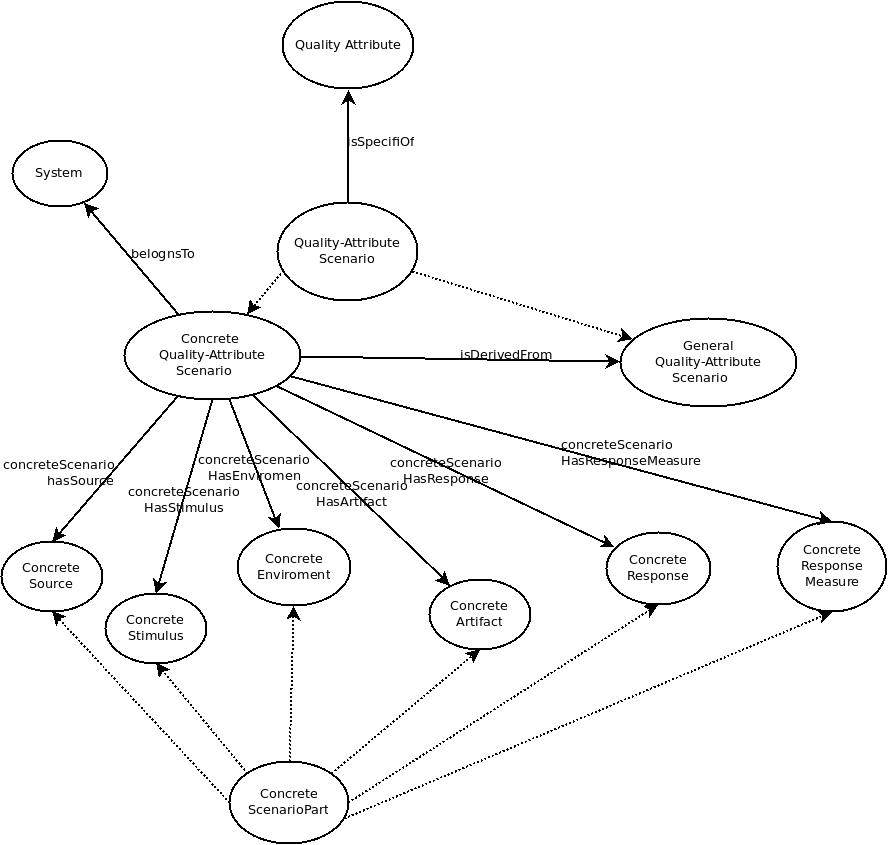 Quality Attribute
isSpecifiOf
System
Quality-Attribute
Scenario
belognsTo
Concrete
Quality-Attribute
Scenario
isDerivedFrom
General
Quality-Attribute
Scenario
concreteScenario
hasSource
concreteScenario
HasStimulus
concreteScenario
HasEnviromen
concreteScenario
HasArtifact
concreteScenario
HasResponse
concreteScenario
HasResponseMeasure
Concrete
Source
Concrete
Stimulus
Concrete
Enviroment
Concrete
Artifact
Concrete
Response
Concrete
Response
Measure
Concrete
ScenarioPart